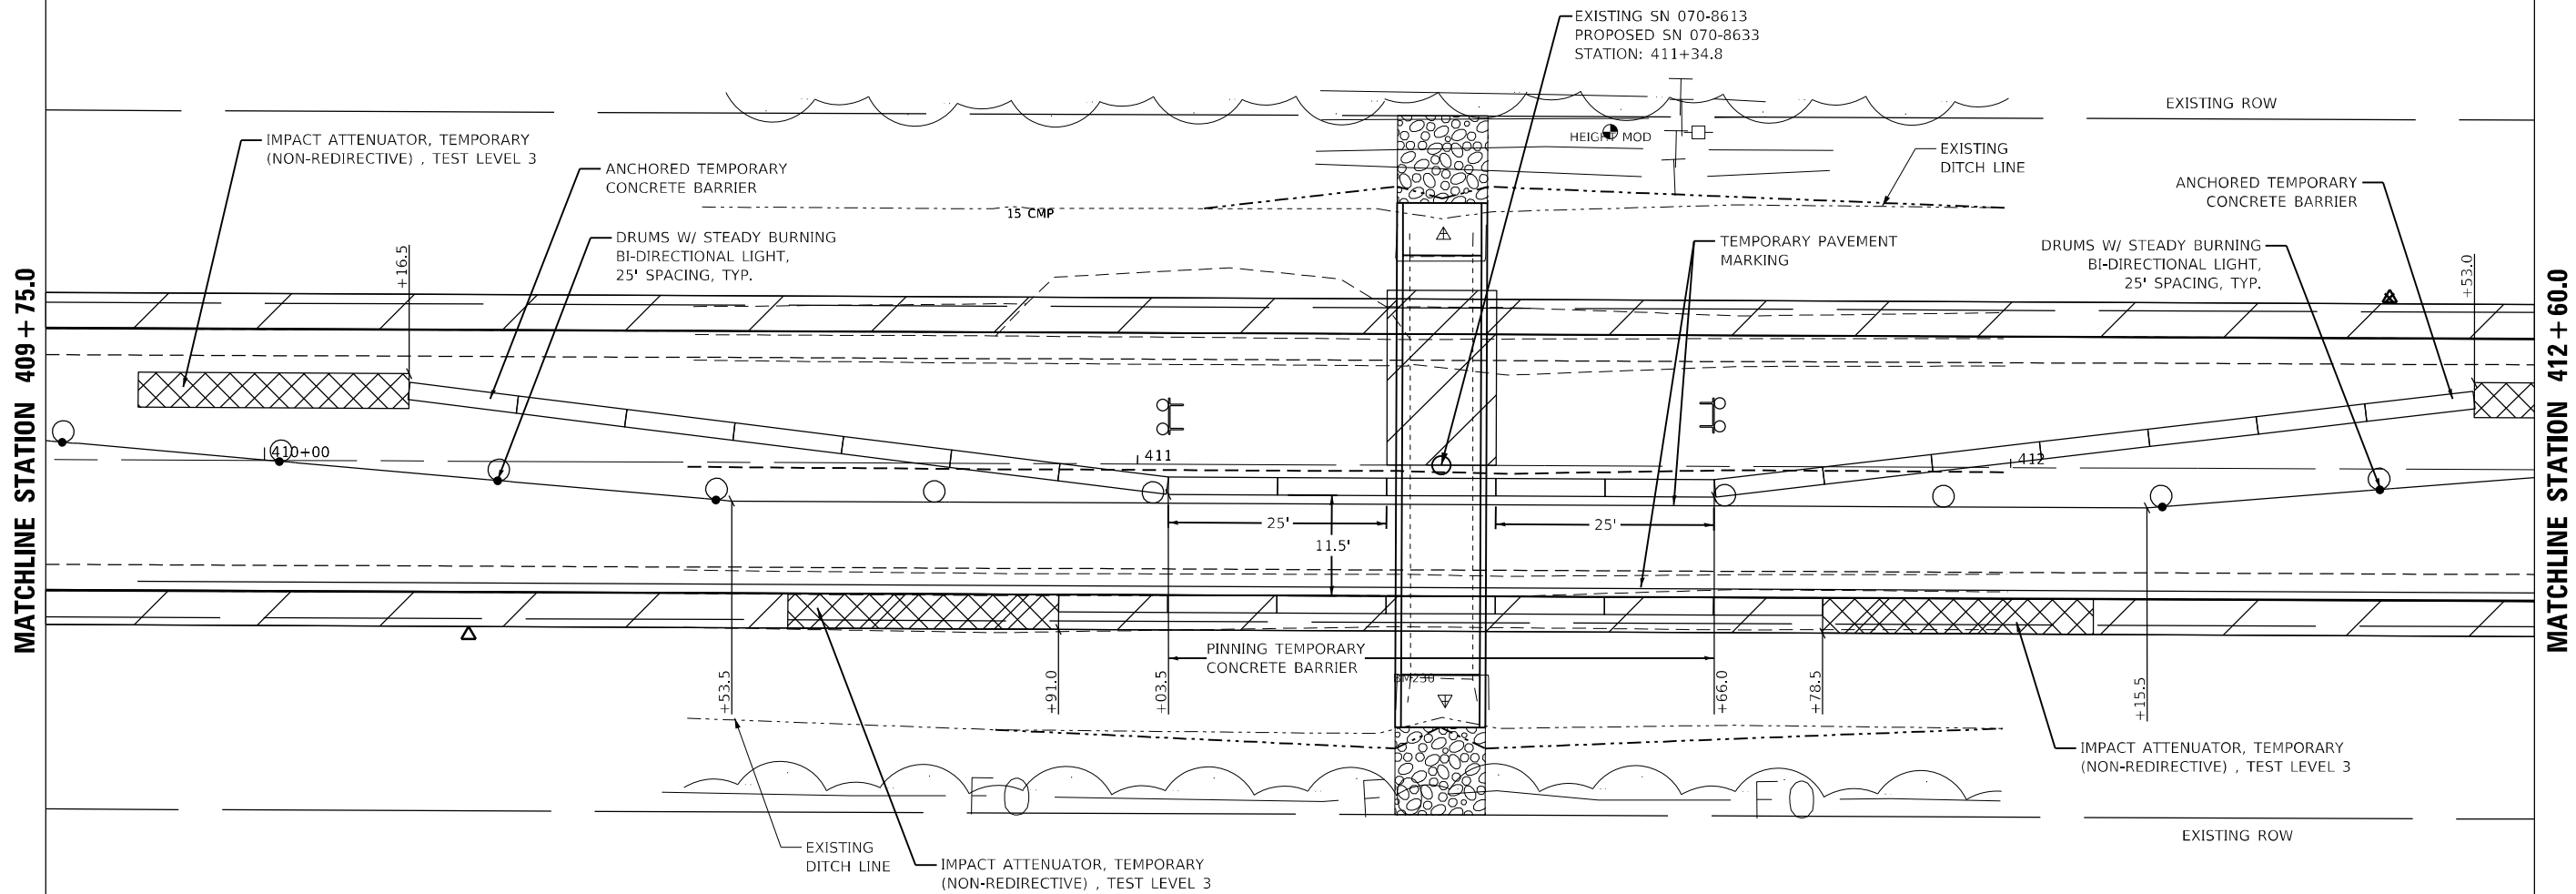 EXISTING SN 070-8613
PROPOSED SN 070-8633
STATION: 411+34.8
EXISTING ROW
IMPACT ATTENUATOR, TEMPORARY
(NON-REDIRECTIVE) , TEST LEVEL 3
HEIGHT MOD
EXISTING
DITCH LINE
ANCHORED TEMPORARY
CONCRETE BARRIER
ANCHORED TEMPORARY
CONCRETE BARRIER
15 CMP
DRUMS W/ STEADY BURNING
BI-DIRECTIONAL LIGHT,
25' SPACING, TYP.
TEMPORARY PAVEMENT
MARKING
DRUMS W/ STEADY BURNING
BI-DIRECTIONAL LIGHT,
25' SPACING, TYP.
+16.5
+53.0
MATCHLINE STATION 409+75.0
MATCHLINE STATION 412+60.0
410+00
411
412
25'
25'
11.5'
PINNING TEMPORARY
CONCRETE BARRIER
+53.5
+91.0
+03.5
+66.0
+78.5
+15.5
IMPACT ATTENUATOR, TEMPORARY
(NON-REDIRECTIVE) , TEST LEVEL 3
FO
F
FO
EXISTING ROW
EXISTING
DITCH LINE
IMPACT ATTENUATOR, TEMPORARY
(NON-REDIRECTIVE) , TEST LEVEL 3